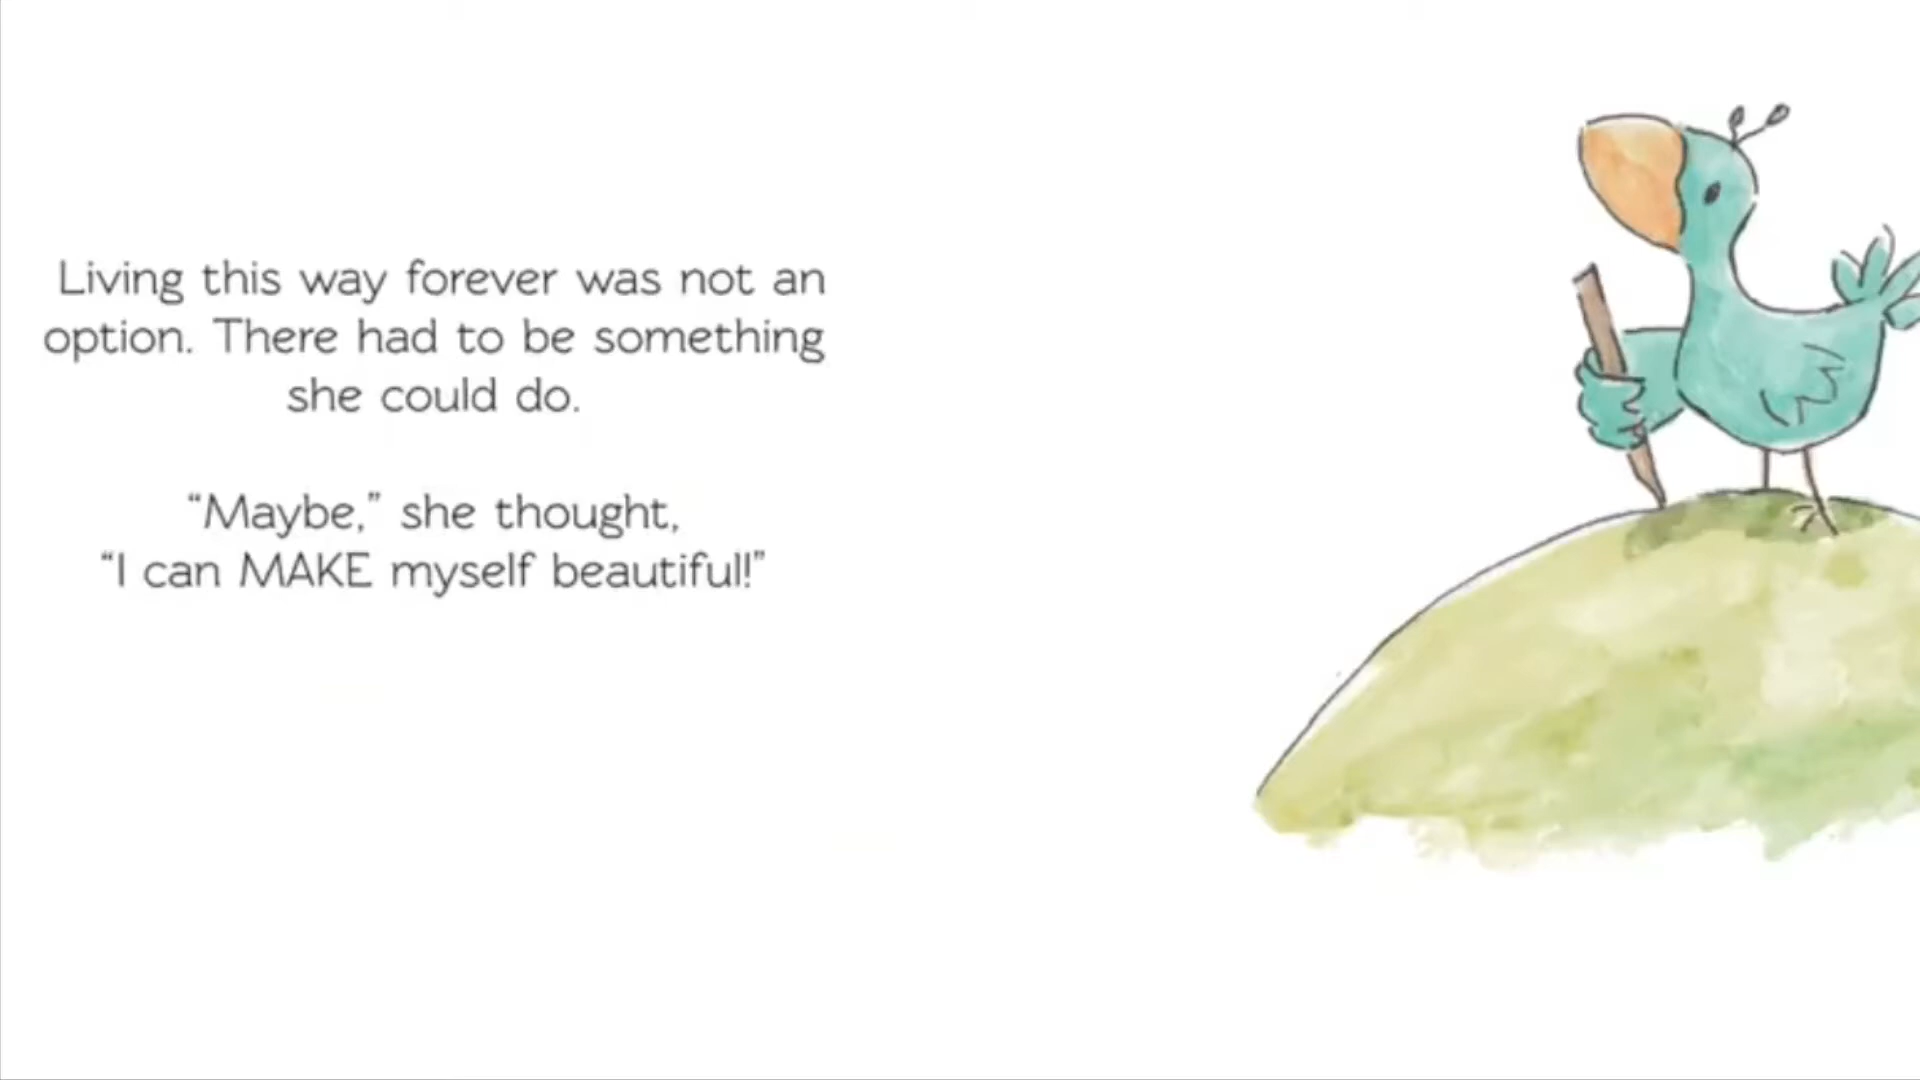 Living this way forever was not an
option. There had to be something
she could do.
“Maybe,” she thought,
“I can MAKE myself beautiful!”